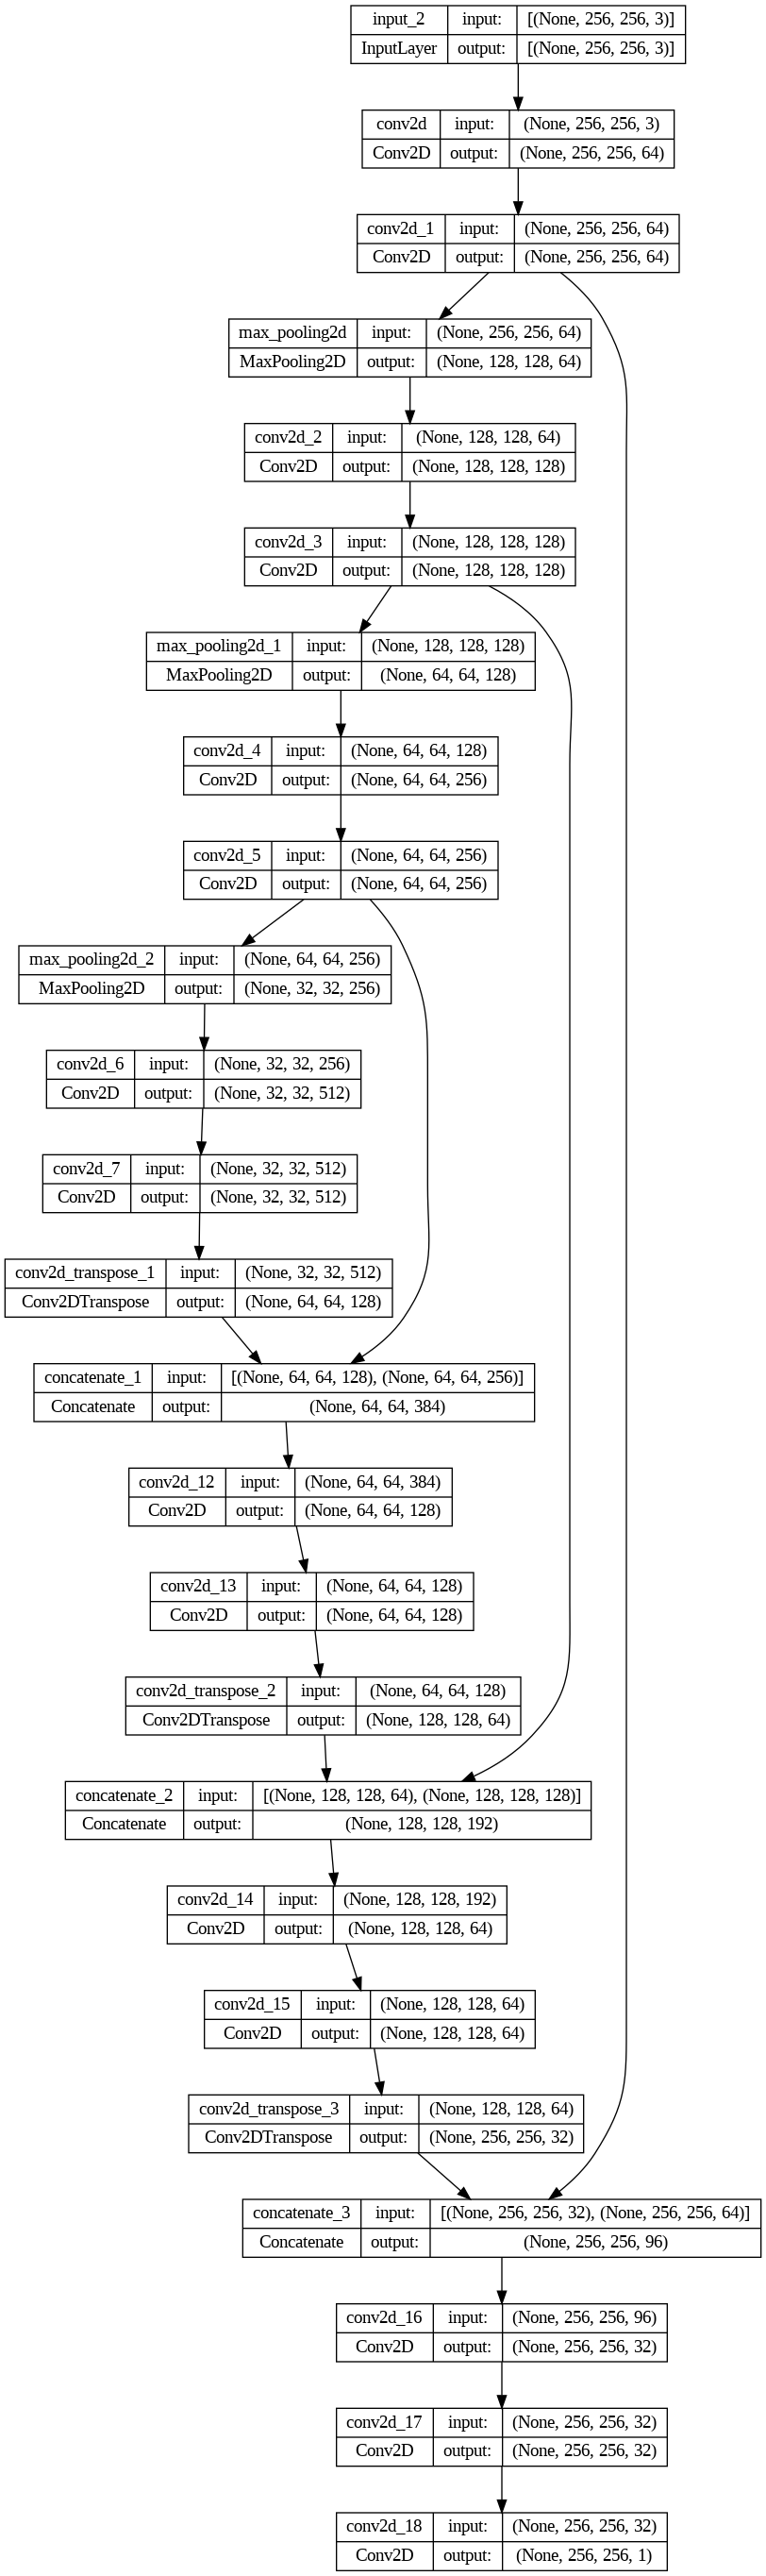 input_2 input: [(None, 256, 256, 3)]
InputLayer output: [(None, 256, 256, 3)]
conv2d input: (None, 256, 256, 3)
Conv2D output: (None, 256, 256, 64)
conv2d_1 input: (None, 256, 256, 64)
Conv2D output: (None, 256, 256, 64)
max_pooling2d input: (None, 256, 256, 64)
MaxPooling2D output: (None, 128, 128, 64)
conv2d_2 input: (None, 128, 128, 64)
Conv2D output: (None, 128, 128, 128)
conv2d_3 input: (None, 128, 128, 128)
Conv2D output: (None, 128, 128, 128)
max_pooling2d_1 input: (None, 128, 128, 128)
MaxPooling2D output: (None, 64, 64, 128)
conv2d_4 input: (None, 64, 64, 128)
Conv2D output: (None, 64, 64, 256)
conv2d_5 input: (None, 64, 64, 256)
Conv2D output: (None, 64, 64, 256)
max_pooling2d_2 input: (None, 64, 64, 256)
MaxPooling2D output: (None, 32, 32, 256)
conv2d_6 input: (None, 32, 32, 256)
Conv2D output: (None, 32, 32, 512)
conv2d_7 input: (None, 32, 32, 512)
Conv2D output: (None, 32, 32, 512)
conv2d_transpose_1 input: (None, 32, 32, 512)
Conv2DTranspose output: (None, 64, 64, 128)
concatenate_1 input: [(None, 64, 64, 128), (None, 64, 64, 256)]
Concatenate output: (None, 64, 64, 384)
conv2d_12 input: (None, 64, 64, 384)
Conv2D output: (None, 64, 64, 128)
conv2d_13 input: (None, 64, 64, 128)
Conv2D output: (None, 64, 64, 128)
conv2d_transpose_2 input: (None, 64, 64, 128)
Conv2DTranspose output: (None, 128, 128, 64)
concatenate_2 input: [(None, 128, 128, 64), (None, 128, 128, 128)]
Concatenate output: (None, 128, 128, 192)
conv2d_14 input: (None, 128, 128, 192)
Conv2D output: (None, 128, 128, 64)
conv2d_15 input: (None, 128, 128, 64)
Conv2D output: (None, 128, 128, 64)
conv2d_transpose_3 input: (None, 128, 128, 64)
Conv2DTranspose output: (None, 256, 256, 32)
concatenate_3 input: [(None, 256, 256, 32), (None, 256, 256, 64)]
Concatenate output: (None, 256, 256, 96)
conv2d_16 input: (None, 256, 256, 96)
Conv2D output: (None, 256, 256, 32)
conv2d_17 input: (None, 256, 256, 32)
Conv2D output: (None, 256, 256, 32)
conv2d_18 input: (None, 256, 256, 32)
Conv2D output: (None, 256, 256, 1)